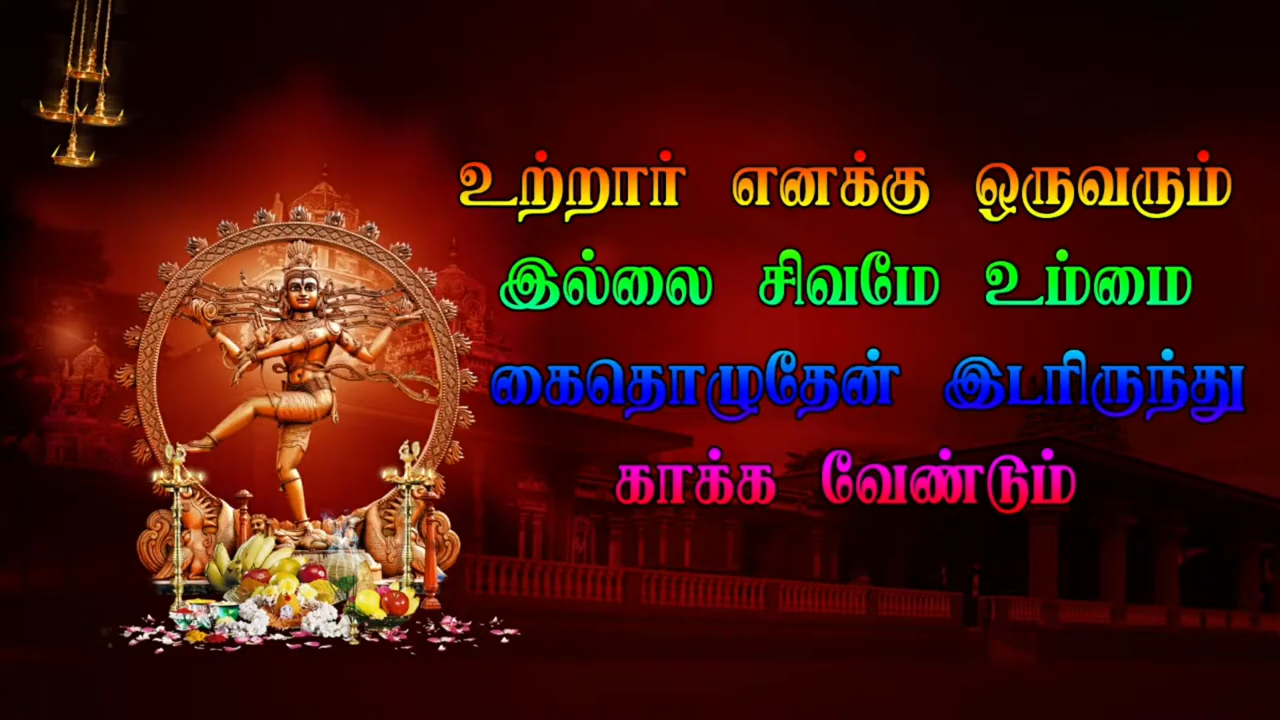 உற்றார் எனக்கு ஒருவரும்
இல்லை சிவமே உம்மை
கைதொழுதேன் இடரிருந்து
காக்க வேண்டும்